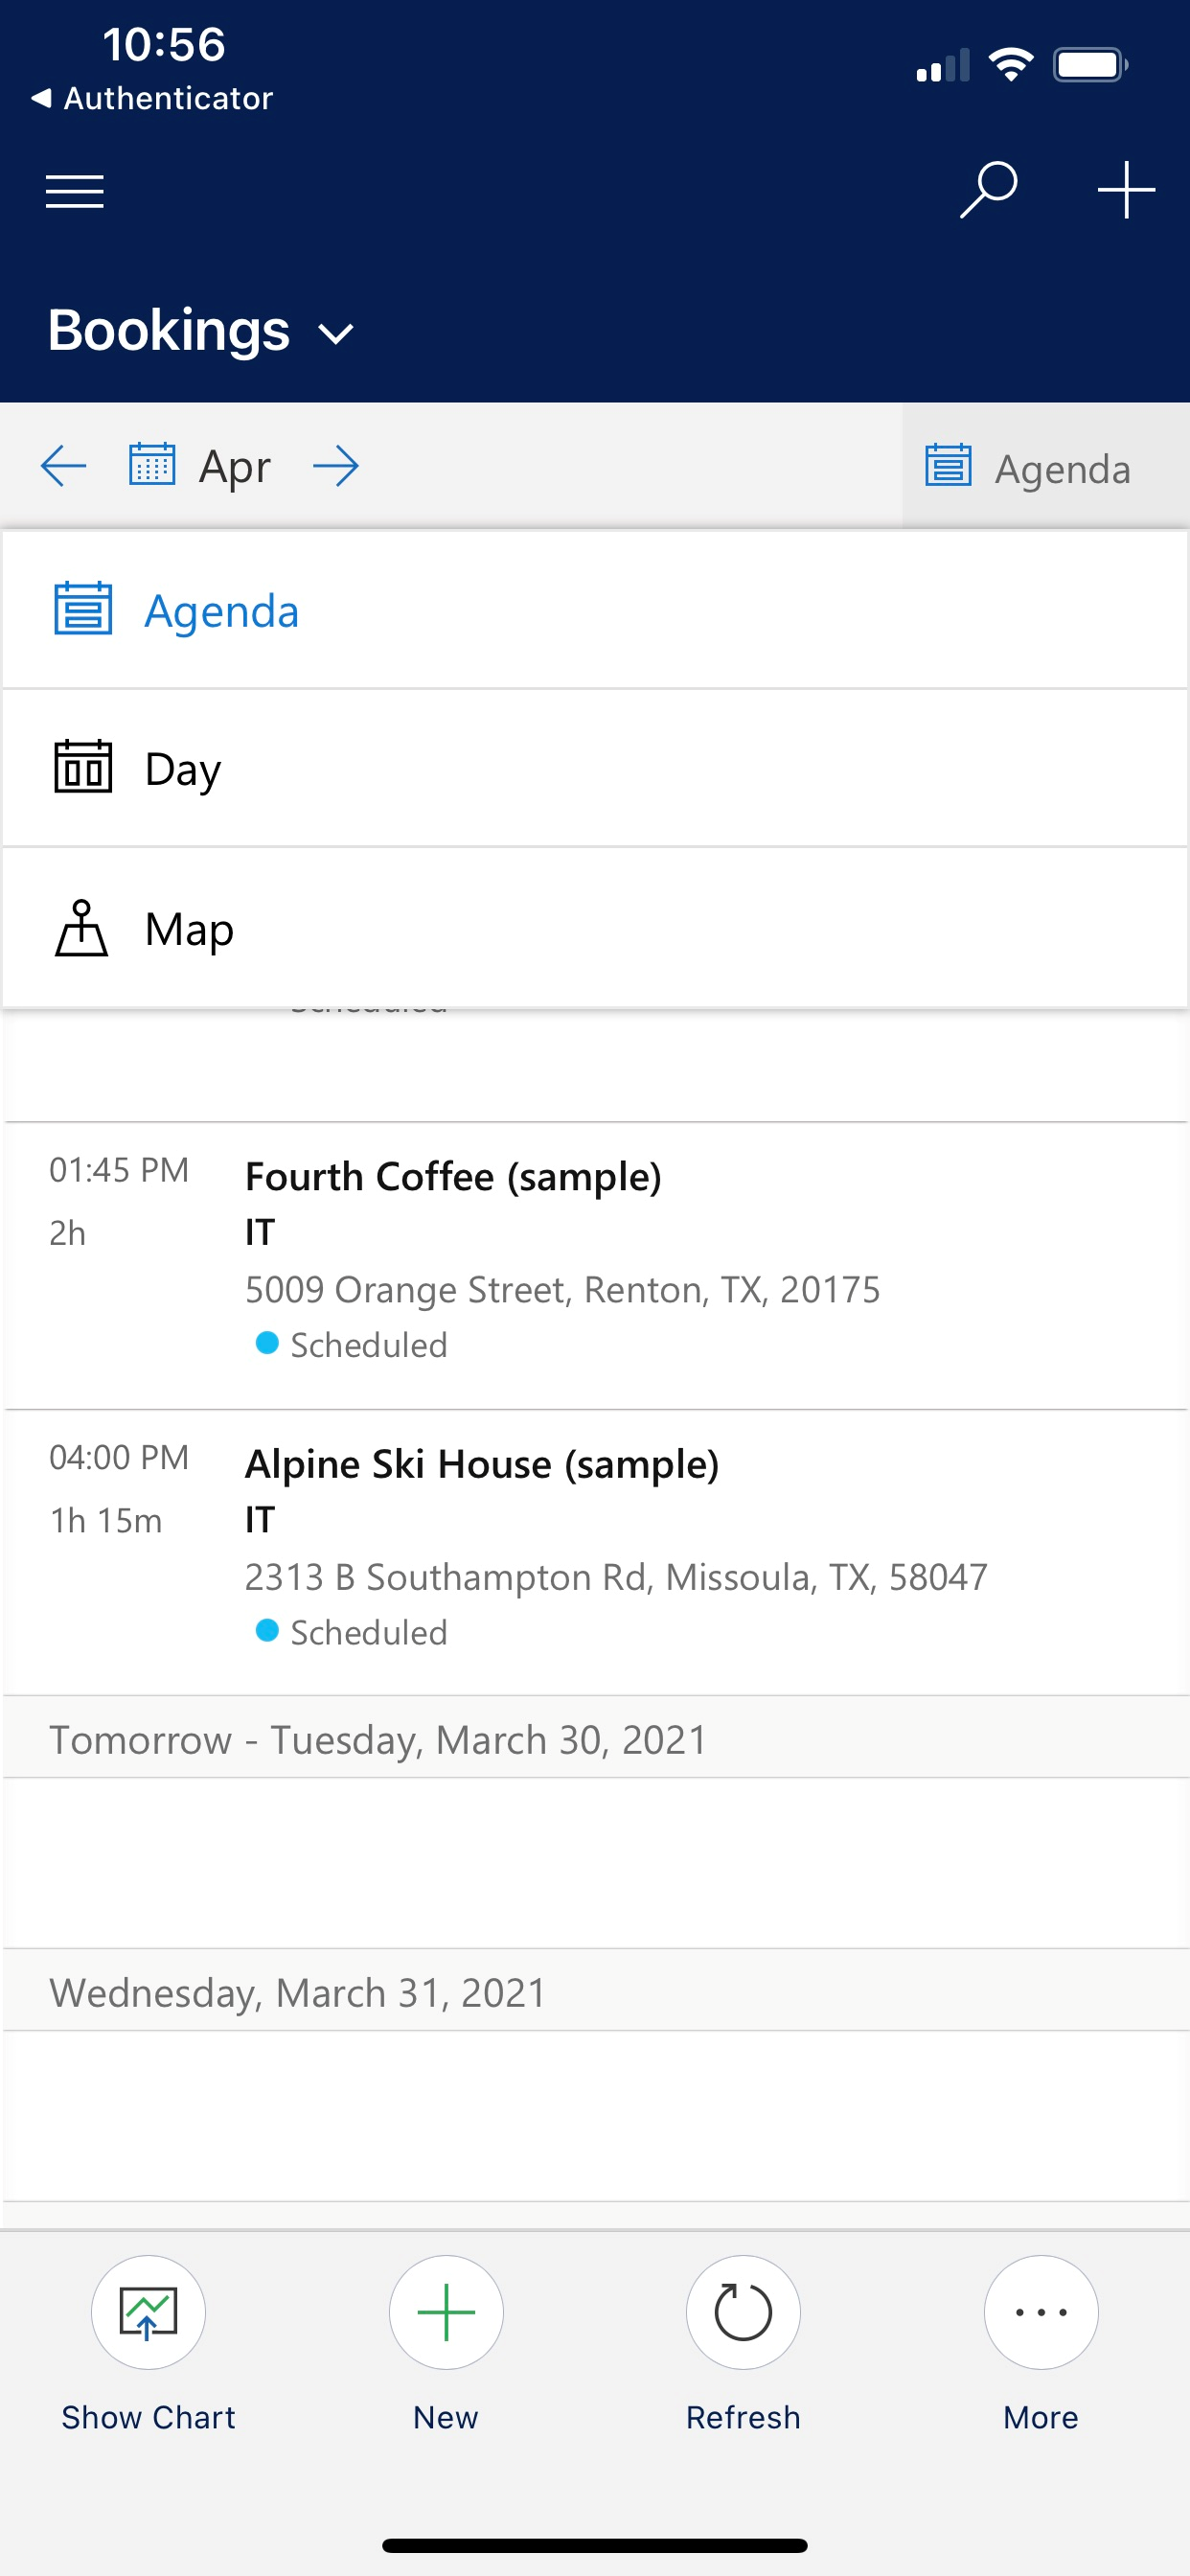 10:56
Authenticator
Bookings
Apr
Agenda
Agenda
Day
Map
01:45 PM
Fourth Coffee (sample)
2h
IT
5009 Orange Street, Renton, TX, 20175
Scheduled
04:00 PM
Alpine Ski House (sample)
1h 15m
IT
2313 B Southampton Rd, Missoula, TX, 58047
Scheduled
Tomorrow - Tuesday, March 30, 2021
Wednesday, March 31, 2021
Show Chart
New
Refresh
More